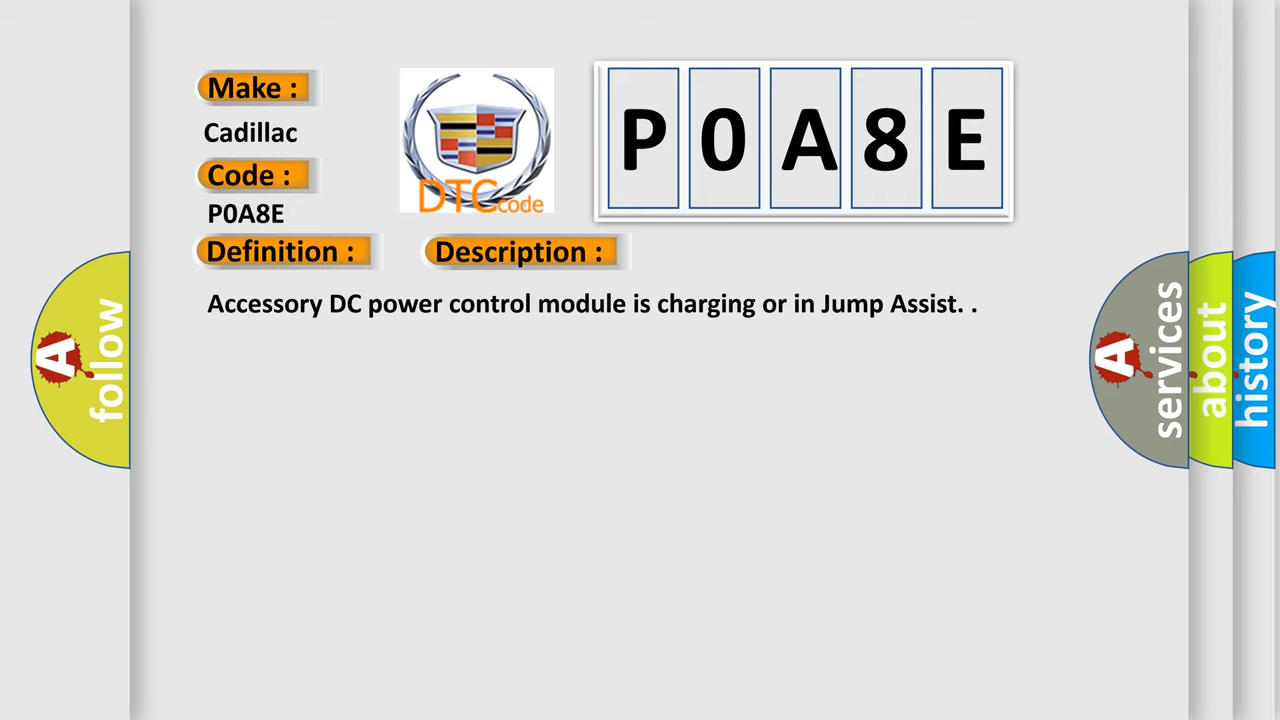 Make :
Cadillac
Code :
P0A8E
Definition :
Description :
Accessory DC power control module is charging or in Jump Assist. .
DTCcode
P 0 A 8 E
A follow
A services
about
history